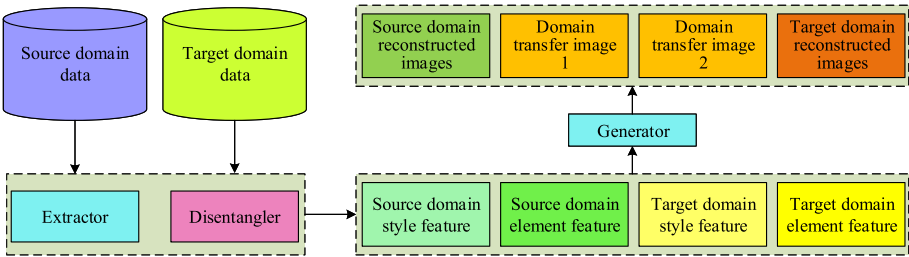 Source domain
data
Target domain
data
Extractor
Disentangler
Source domain
reconstructed
images
Domain
transfer image
1
Domain
transfer image
2
Target domain
reconstructed
images
Generator
Source domain
style feature
Source domain
element feature
Target domain
style feature
Target domain
element feature